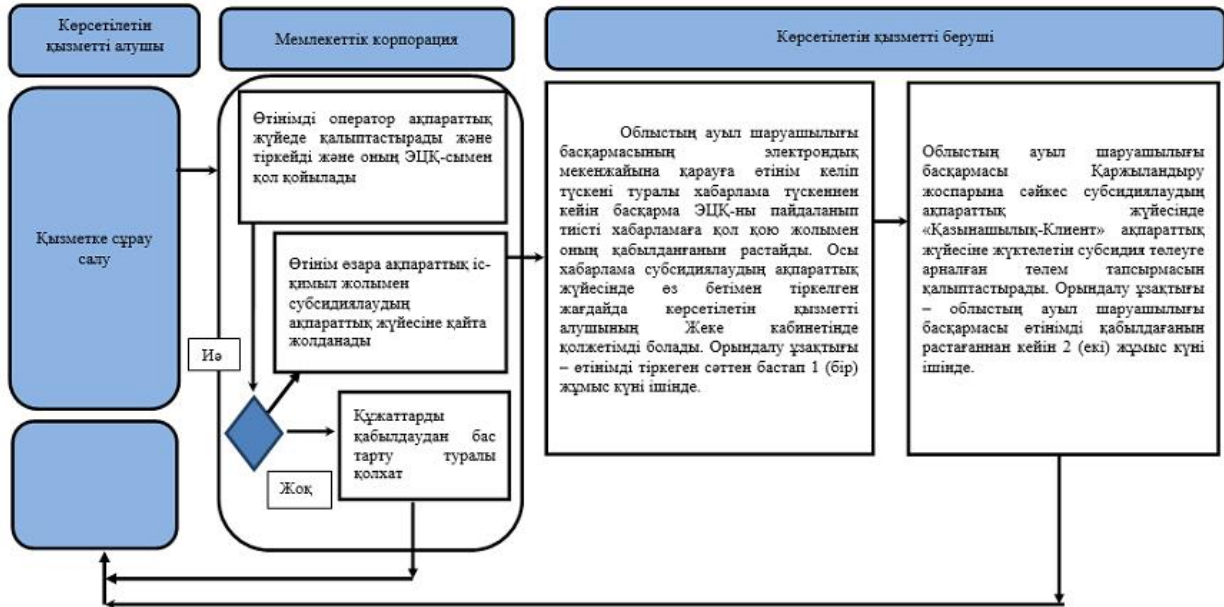 Көрсетілетін
қызметті алушы
Мемлекеттік корпорация
Көрсетілетін қызметті беруші
Қызметке сұрау
салу
Өтінімді оператор ақпараттық
жүйеде қалыптастырады және
тіркейді және оның ЭЦҚ-сымен
қол қойылады
Өтінім өзара ақпараттық іс-
қимыл жолымен
субсидиялаудың
ақпараттық жүйесіне қайта
жолданады
Иә
Құжаттарды
қабылдаудан бас
тарту туралы
қолхат
Жоқ
Облыстың ауыл шаруашылығы
басқармасының электрондық
мекенжайына қарауға өтінім келіп
түскені туралы хабарлама түскеннен
кейін басқарма ЭЦҚ-ны пайдаланып
тиісті хабарламаға қол қою жолымен
оның қабылданғанын растайды. Осы
хабарлама субсидиялаудың ақпараттық
жүйесінде өз бетімен тіркелген
жағдайда көрсетілетін қызметті
алушының Жеке кабинетінде
қолжетімді болады. Орындалу ұзақтығы
– өтінімді тіркеген сәттен бастап 1 (бір)
жұмыс күні ішінде.
Облыстың ауыл шаруашылығы
басқармасы Қаржыландыру
жоспарына сәйкес субсидиялаудың
ақпараттық жүйесінде
«Қазынашылық-Клиент» ақпараттық
жүйесіне жүктелетін субсидия төлеуге
арналған төлем тапсырмасын
қалыптастырады. Орындалу ұзақтығы
– облыстың ауыл шаруашылығы
басқармасы өтінімді қабылдағанын
растағаннан кейін 2 (екі) жұмыс күні
ішінде.